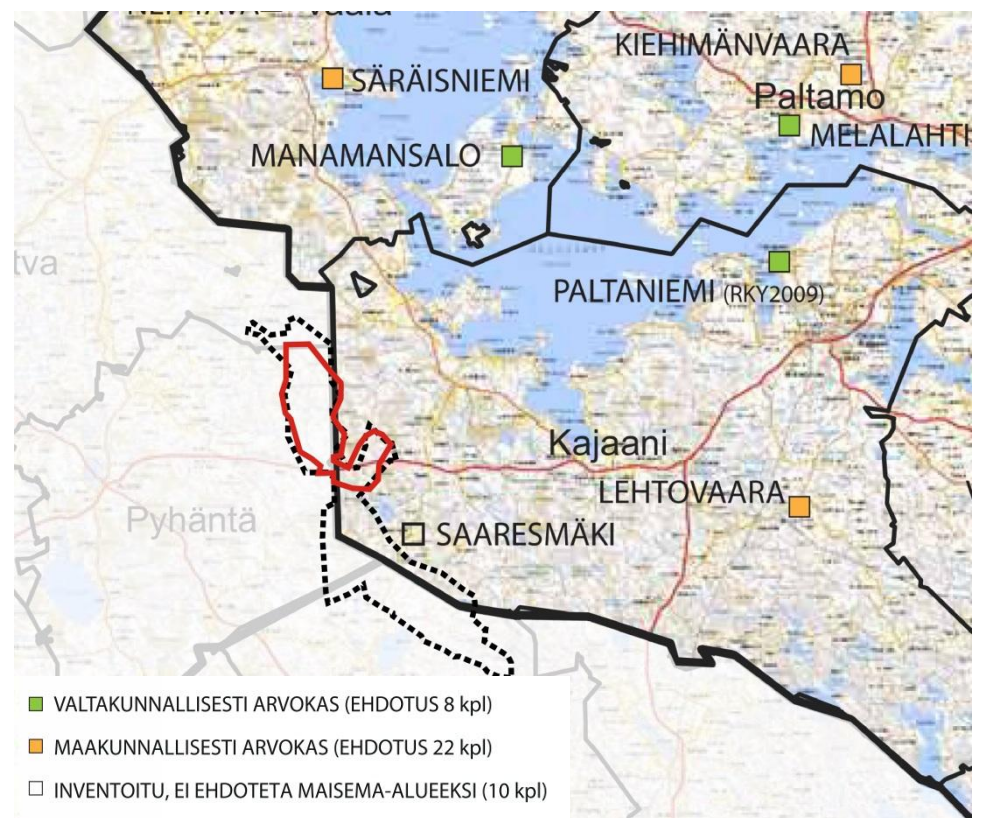 Vaala
KIEHIMÄNVAARA
SÄRÄISNIEMI
Paltamo
MELALAHTI
MANAMANSALO
tva
PALTANIEMI (RKY2009)
Kajaani
LEHTOVAARA
Pyhäntä
SAARESMÄKI
VALTAKUNNALLISESTI ARVOKAS (EHDOTUS 8 kpl)
MAAKUNNALLISESTI ARVOKAS (EHDOTUS 22 kpl)
INVENTOITU, EI EHDOTETA MAISEMA-ALUEEKSI (10 kpl)